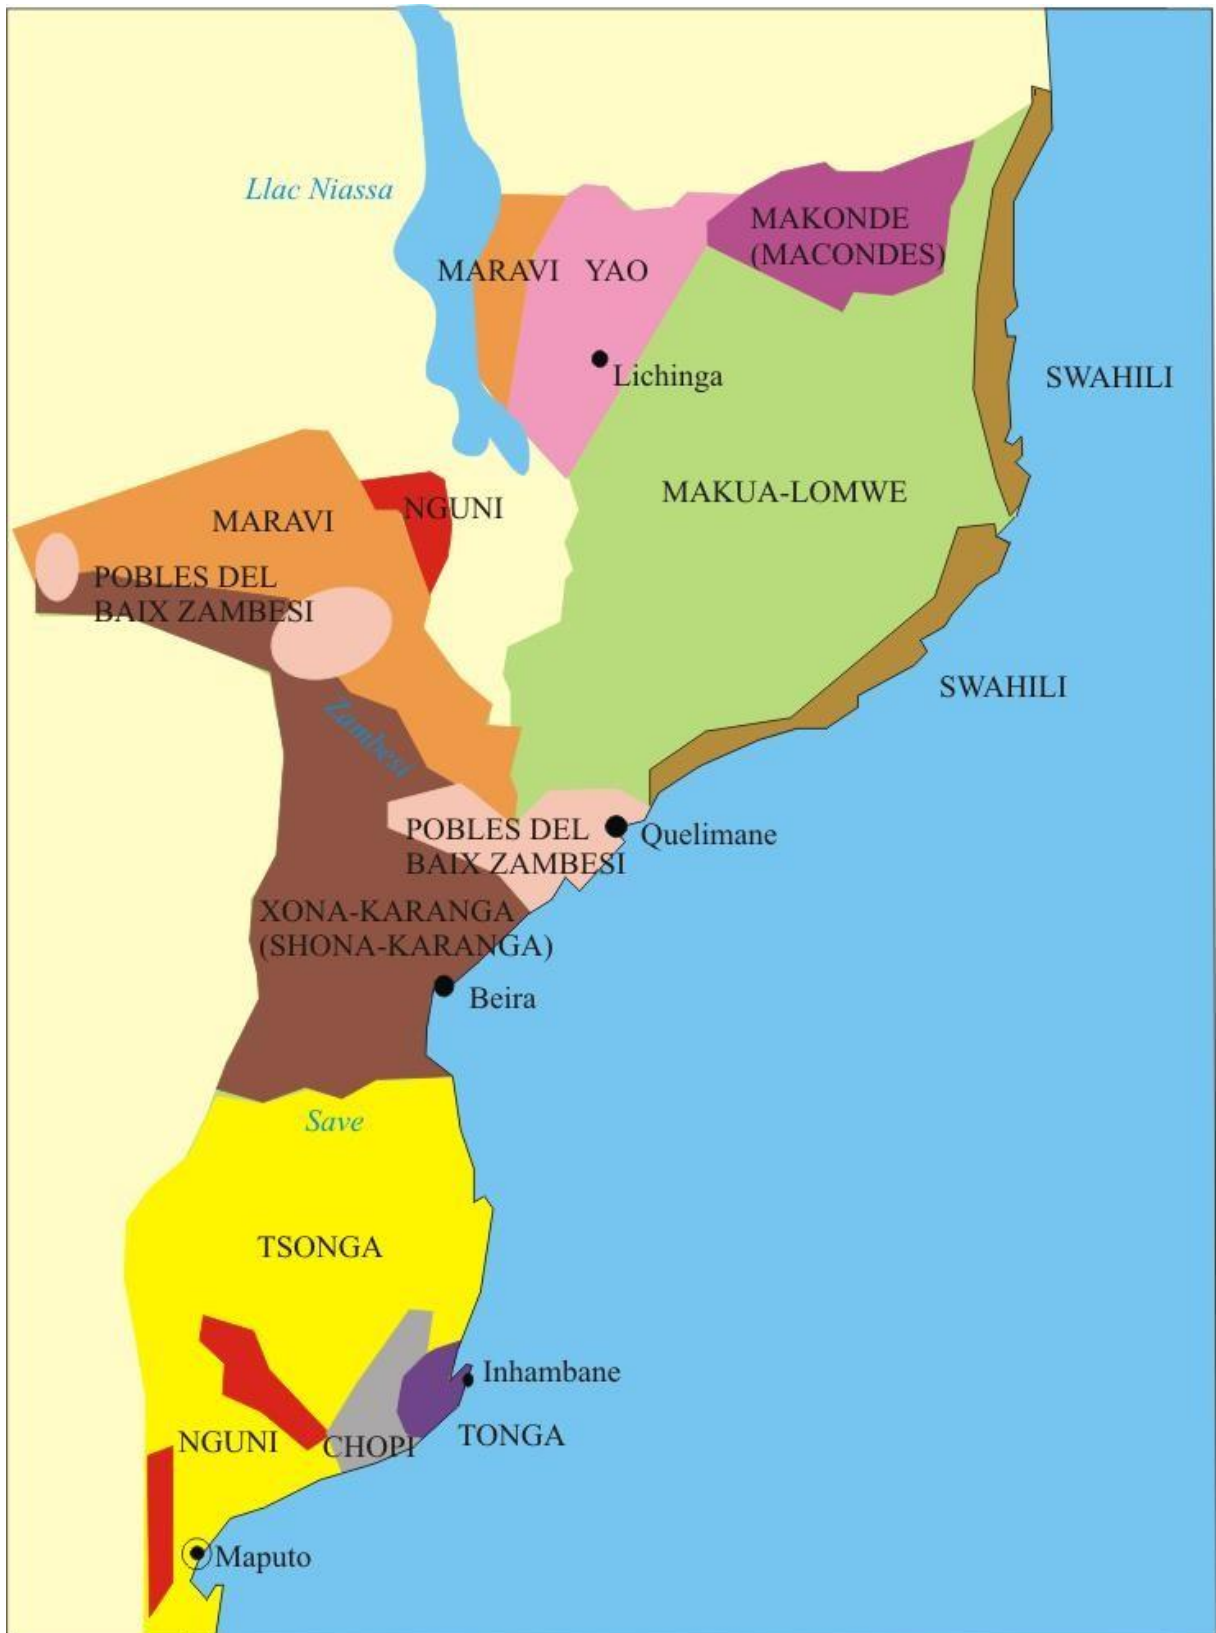 Llac Niassa
MAKONDE
(MACONDES)
MARAVI
YAO
Lichinga
SWAHILI
MAKUA-LOMWE
NGUNI
MARAVI
POBLES DEL
BAIX ZAMBESI
SWAHILI
Zambesi
POBLES DEL
BAIX ZAMBESI
Quelimane
XONA-KARANGA
(SHONA-KARANGA)
Beira
Save
TSONGA
Inhambane
TONGA
NGUNI
CHOPI
Maputo